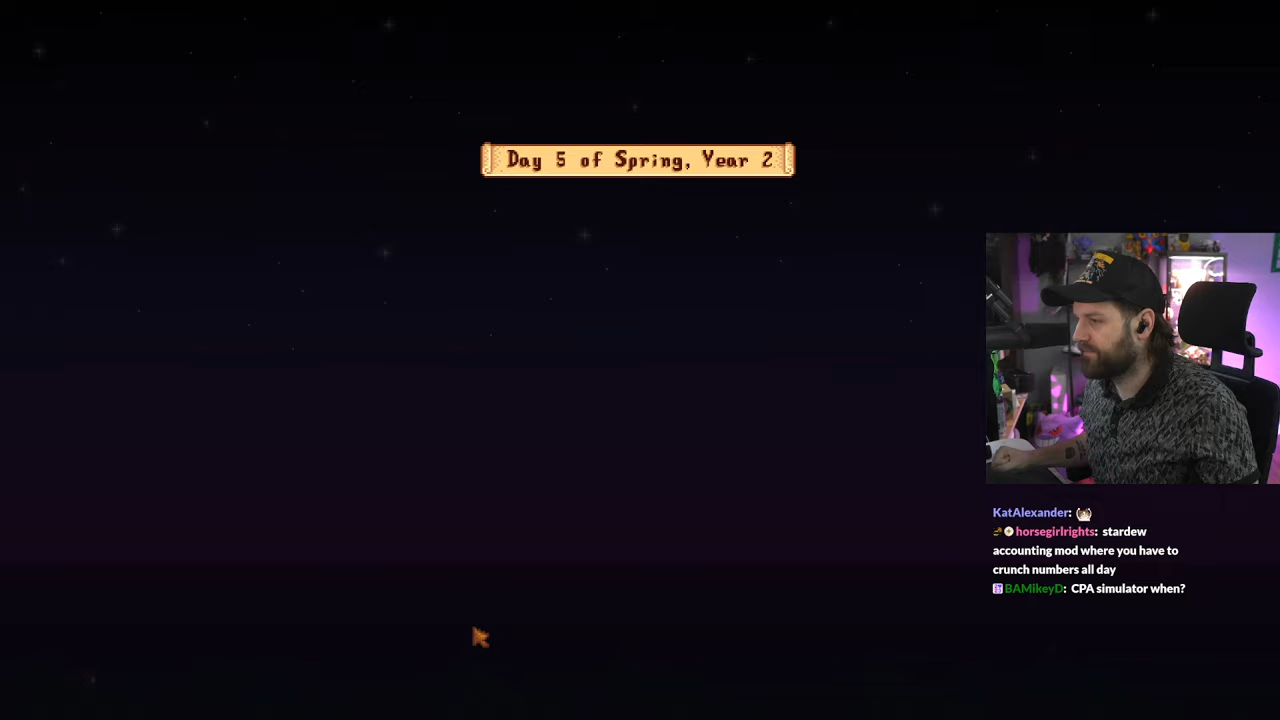 Day 5 of Spring, Year 2
KatAlexander:
horsegirlrights: stardew
accounting mod where you have to
crunch numbers all day
BAMikeyD: CPA simulator when?